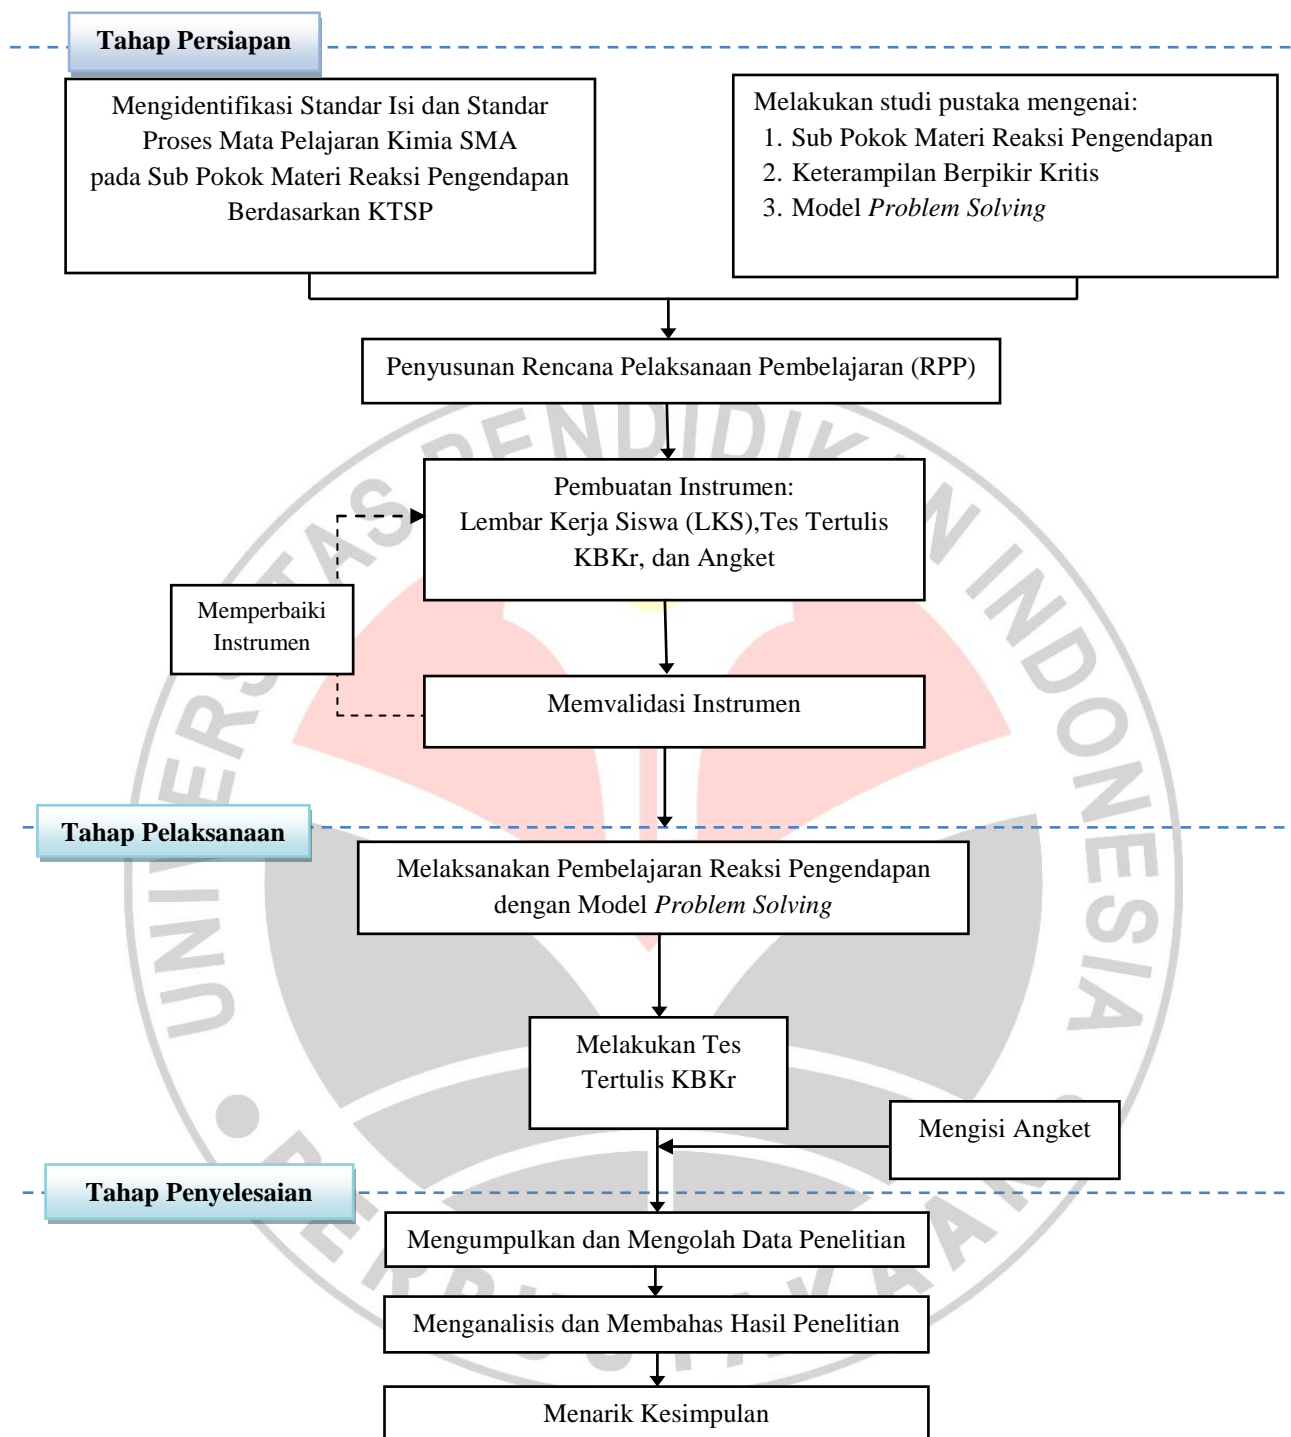 Tahap Persiapan
Mengidentifikasi Standar Isi dan Standar
Proses Mata Pelajaran Kimia SMA
pada Sub Pokok Materi Reaksi Pengendapan
Berdasarkan KTSP
Melakukan studi pustaka mengenai:
1. Sub Pokok Materi Reaksi Pengendapan
2. Keterampilan Berpikir Kritis
3. Model Problem Solving
Penyusunan Rencana Pelaksanaan Pembelajaran (RPP)
Pembuatan Instrumen:
Lembar Kerja Siswa (LKS),Tes Tertulis
KBKr, dan Angket
Memperbaiki
Instrumen
Memvalidasi Instrumen
Tahap Pelaksanaan
Melaksanakan Pembelajaran Reaksi Pengendapan
dengan Model Problem Solving
Melakukan Tes
Tertulis KBKr
Mengisi Angket
Tahap Penyelesaian
Mengumpulkan dan Mengolah Data Penelitian
Menganalisis dan Membahas Hasil Penelitian
Menarik Kesimpulan
UNIVERSITAS PENDIDIKAN INDONESIA
PERPUSTAKAAN